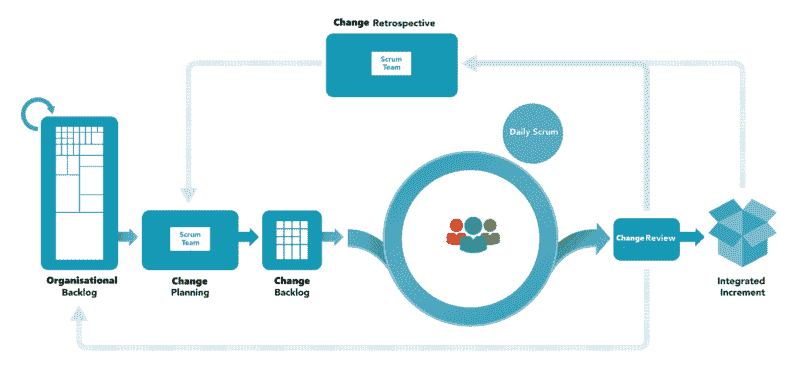 Change Retrospective
Scrum
Team
Daily Scrum
Scrum
Team
Change Review
Organisational
Backlog
Change
Planning
Change
Backlog
Integrated
Increment